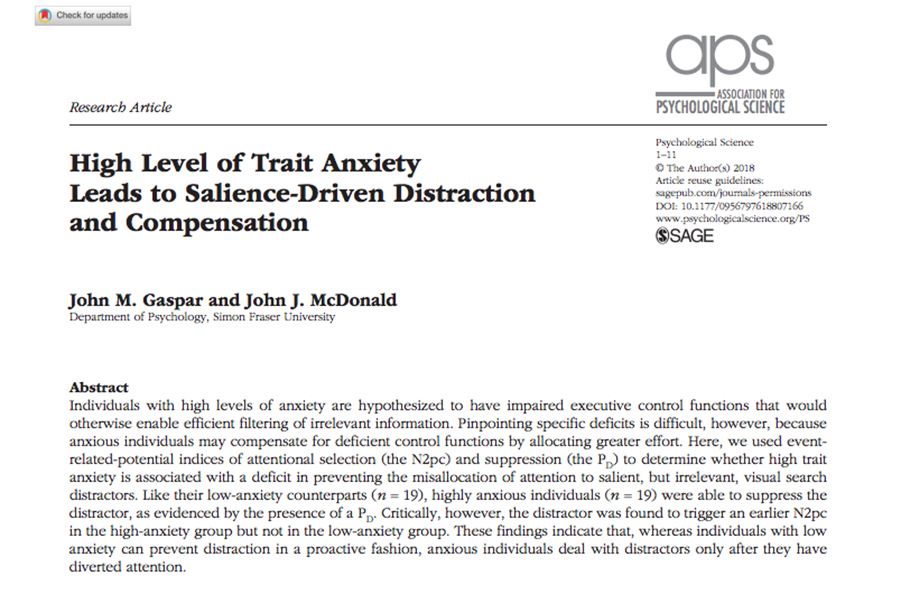 Check for updates
aps
ASSOCIATION FOR
PSYCHOLOGICAL SCIENCE
Research Article
Psychological Science
1–11
© The Author(s) 2018
Article reuse guidelines:
sagepub.com/journals-permissions
DOI: 10.1177/0956797618807166
www.psychologicalscience.org/PS
SAGE
High Level of Trait Anxiety
Leads to Salience-Driven Distraction
and Compensation
John M. Gaspar and John J. McDonald
Department of Psychology, Simon Fraser University
Abstract
Individuals with high levels of anxiety are hypothesized to have impaired executive control functions that would
otherwise enable efficient filtering of irrelevant information. Pinpointing specific deficits is difficult, however, because
anxious individuals may compensate for deficient control functions by allocating greater effort. Here, we used event-
related-potential indices of attentional selection (the N2pc) and suppression (the P_D) to determine whether high trait
anxiety is associated with a deficit in preventing the misallocation of attention to salient, but irrelevant, visual search
distractors. Like their low-anxiety counterparts (n = 19), highly anxious individuals (n = 19) were able to suppress the
distractor, as evidenced by the presence of a P_D. Critically, however, the distractor was found to trigger an earlier N2pc
in the high-anxiety group but not in the low-anxiety group. These findings indicate that, whereas individuals with low
anxiety can prevent distraction in a proactive fashion, anxious individuals deal with distractors only after they have
diverted attention.